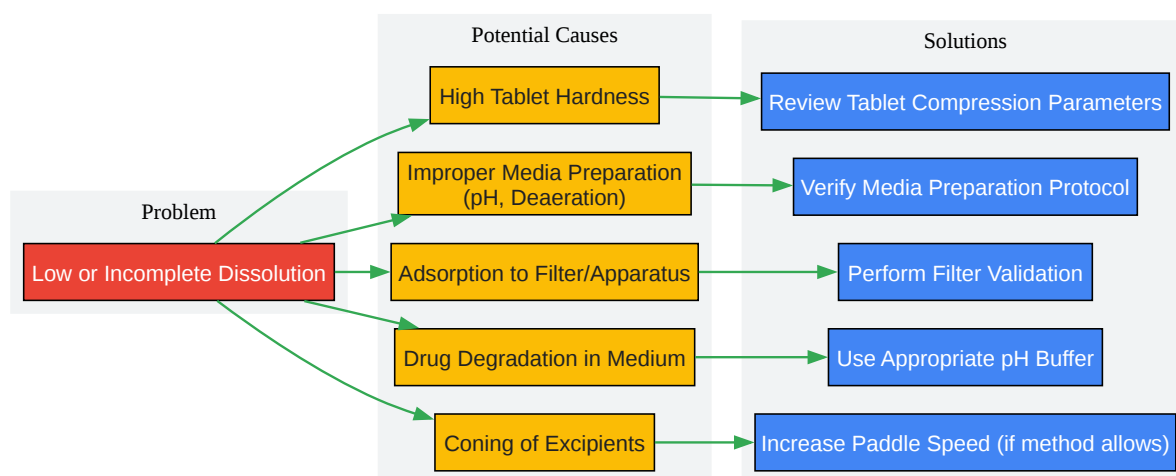 Problem
Low or Incomplete Dissolution
Potential Causes
High Tablet Hardness
Improper Media Preparation
(pH, Deaeration)
Adsorption to Filter/Apparatus
Drug Degradation in Medium
Coning of Excipients
Solutions
Review Tablet Compression Parameters
Verify Media Preparation Protocol
Perform Filter Validation
Use Appropriate pH Buffer
Increase Paddle Speed (if method allows)